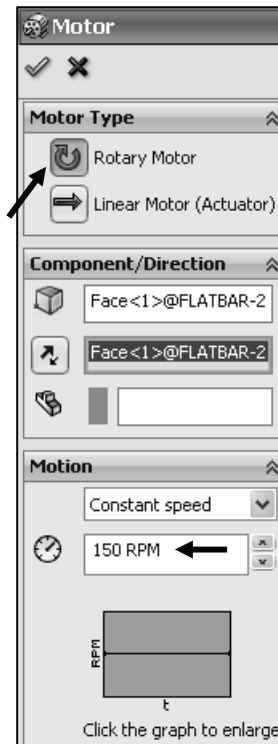 Motor
Motor Type
Rotary Motor
Linear Motor (Actuator)
Component/Direction
Face<1>@FLATBAR-2
Face<1>@FLATBAR-2
Motion
Constant speed
150 RPM
RPM
t
Click the graph to enlarge